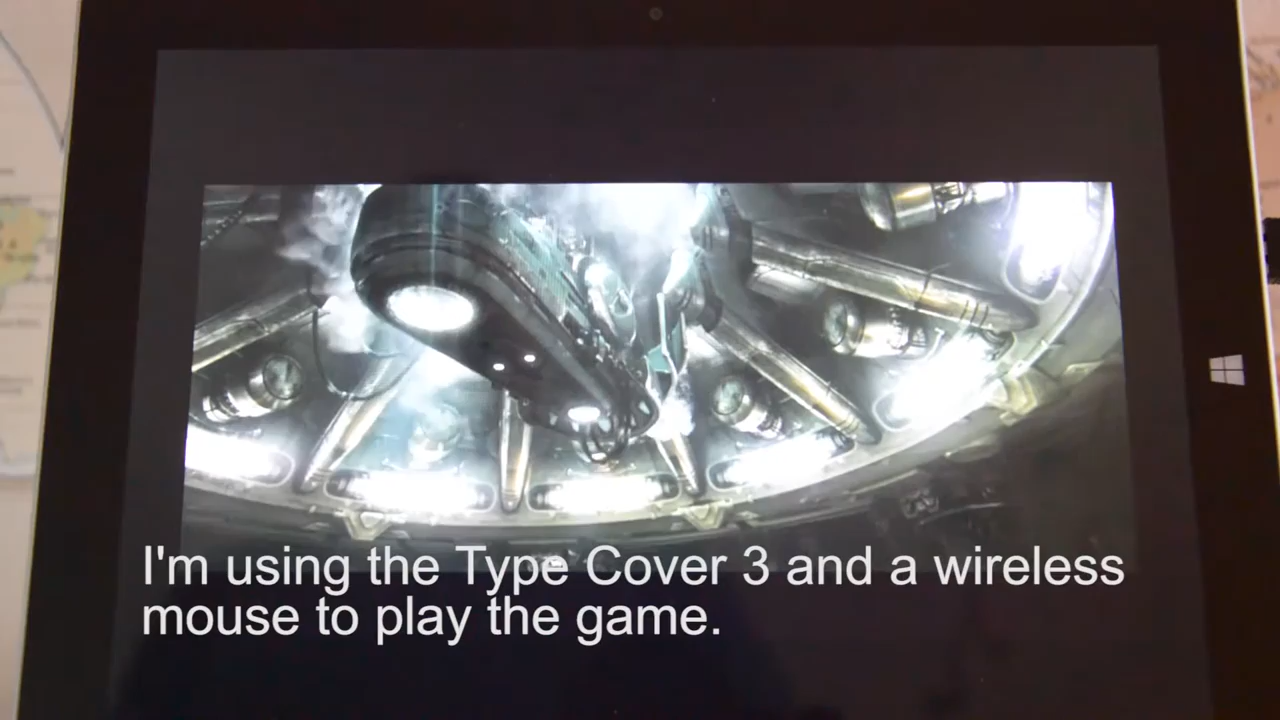 I'm using the Type Cover 3 and a wireless
mouse to play the game.